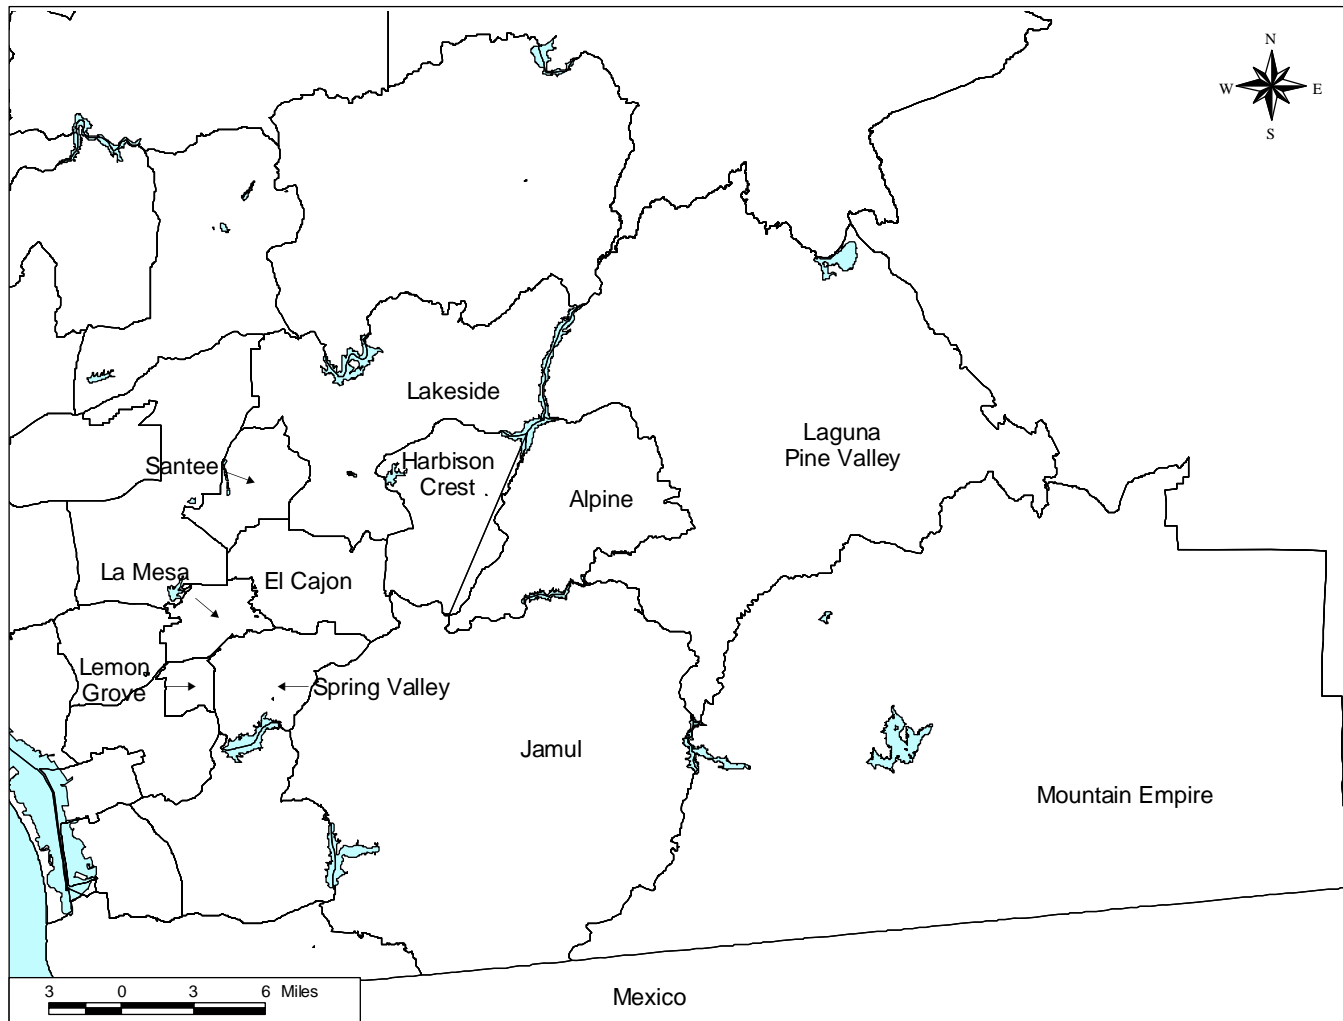 N
W E
S
Lakeside
Laguna
Pine Valley
Harbison
Crest
Santee
Alpine
La Mesa
El Cajon
Lemon
Grove
Spring Valley
Jamul
Mountain Empire
3 0 3 6 Miles
Mexico